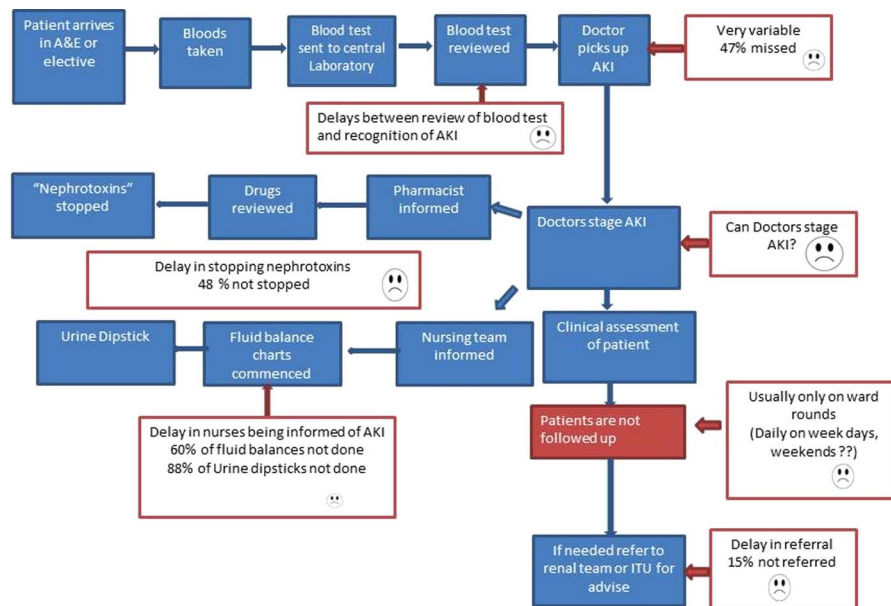 Patient arrives
in A&E or
elective
Bloods
taken
Blood test
sent to central
Laboratory
Blood test
reviewed
Doctor
picks up
AKI
Very variable
47% missed
Delays between review of blood test
and recognition of AKI
"Nephrotoxins"
stopped
Drugs
reviewed
Pharmacist
informed
Doctors stage AKI
Can Doctors stage
AKI?
Delay in stopping nephrotoxins
48 % not stopped
Urine Dipstick
Fluid balance
charts
commenced
Nursing team
informed
Clinical assessment
of patient
Delay in nurses being informed of AKI
60% of fluid balances not done
88% of Urine dipsticks not done
Patients are not
followed up
Usually only on ward
rounds
(Daily on week days,
weekends ??)
If needed refer to
renal team or ITU for
advise
Delay in referral
15% not referred